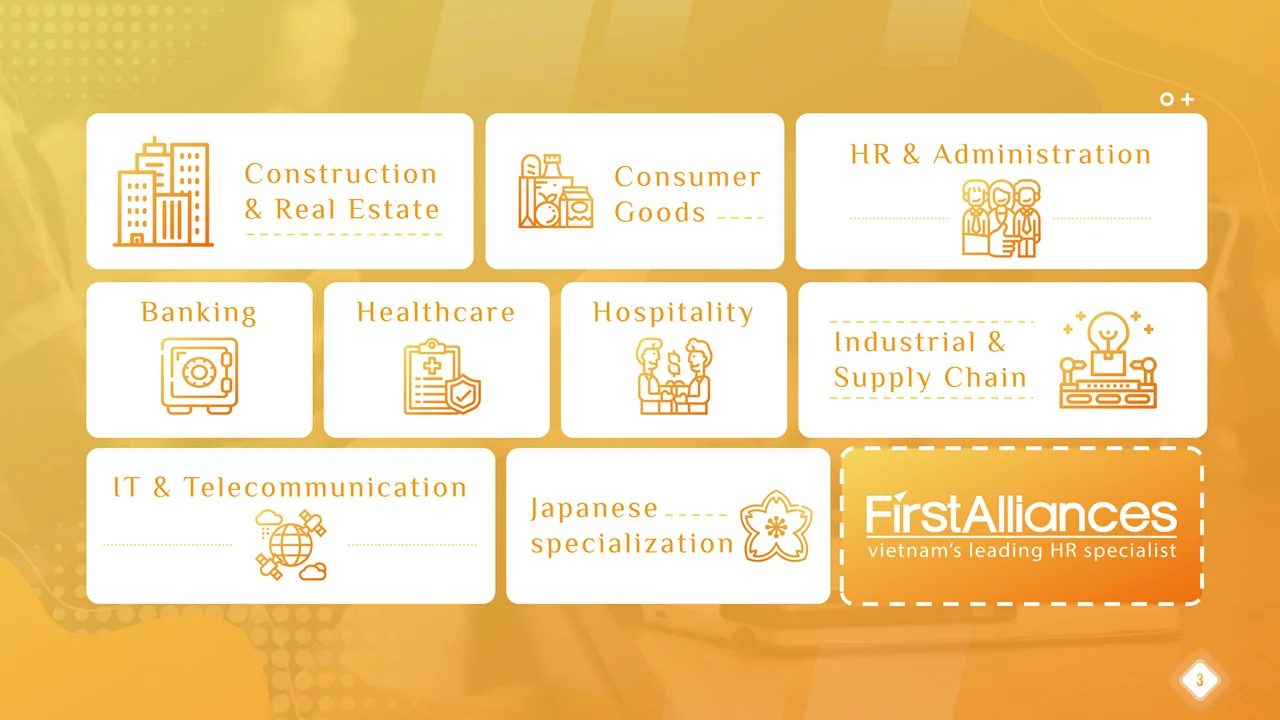 Construction
& Real Estate
Consumer
Goods
HR & Administration
Banking
Healthcare
Hospitality
Industrial &
Supply Chain
IT & Telecommunication
Japanese
specialization
FirstAlliances
vietnam's leading HR specialist
3